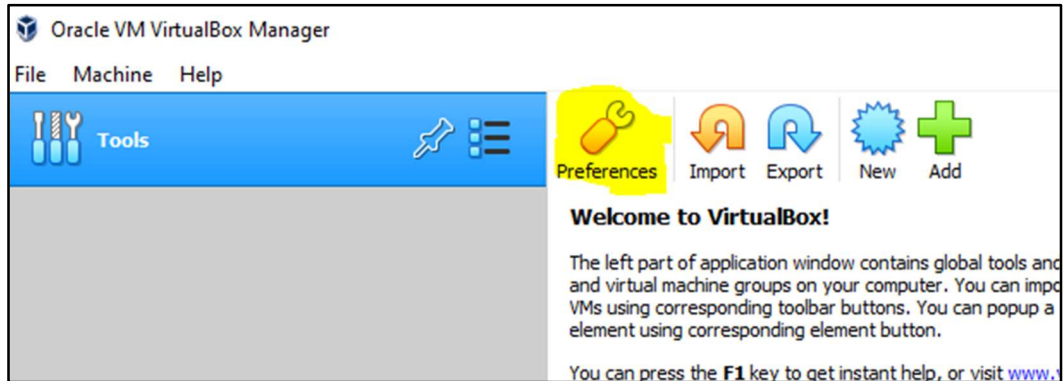 Oracle VM VirtualBox Manager
File Machine Help
Tools
Preferences Import Export New Add
Welcome to VirtualBox!
The left part of application window contains global tools and
and virtual machine groups on your computer. You can impo
VMs using corresponding toolbar buttons. You can popup a
element using corresponding element button.
You can press the F1 key to get instant help, or visit www.